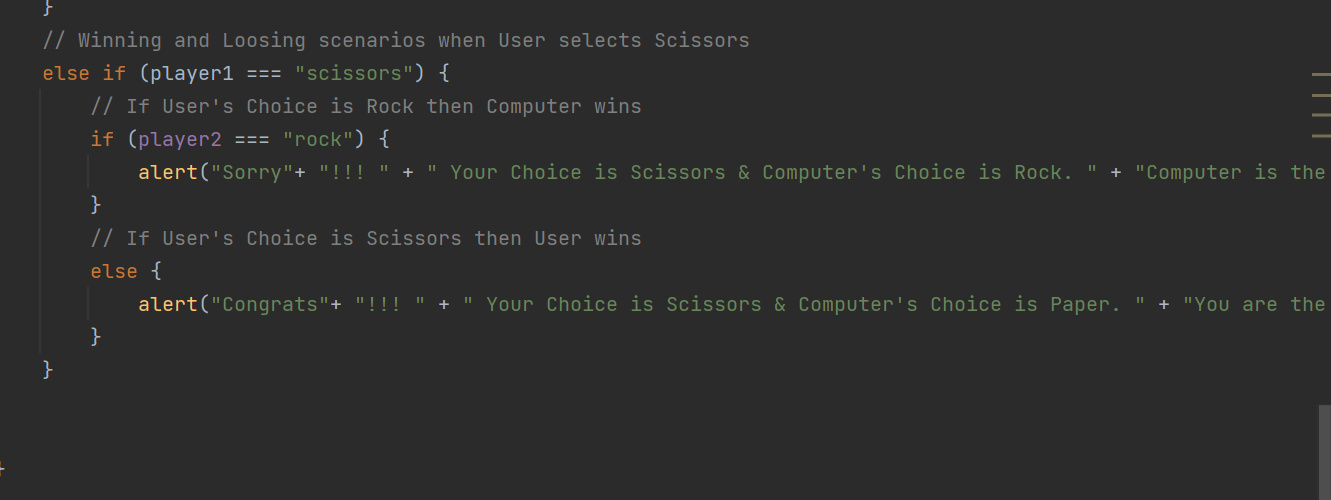 }
// Winning and Loosing scenarios when User selects Scissors
else if (player1 === "scissors") {
// If User's Choice is Rock then Computer wins
if (player2 === "rock") {
alert("Sorry"+ "!!! " + " Your Choice is Scissors & Computer's Choice is Rock. " + "Computer is the
}
// If User's Choice is Scissors then User wins
else {
alert("Congrats"+ "!!! " + " Your Choice is Scissors & Computer's Choice is Paper. " + "You are the
}
}